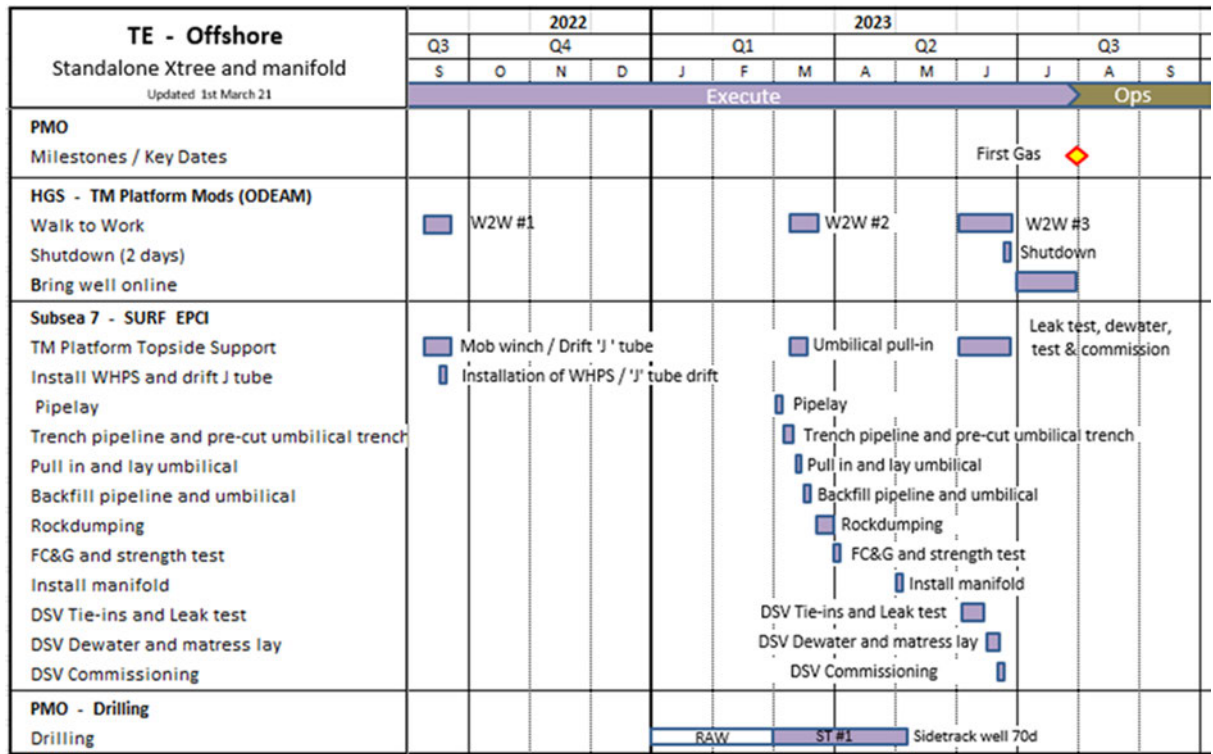 TE - Offshore
Standalone Xtree and manifold
Updated 1st March 21
2022 2023
Q3 Q4 Q1 Q2 Q3
S O N D J F M A M J J A S
Execute Ops
PMO
Milestones / Key Dates First Gas
HGS - TM Platform Mods (ODEAM)
Walk to Work W2W #1 W2W #2 W2W #3
Shutdown (2 days) Shutdown
Bring well online
Subsea 7 - SURF EPCI
TM Platform Topside Support Mob winch / Drift 'J ' tube Umbilical pull-in Leak test, dewater,
test & commission
Install WHPS and drift J tube Installation of WHPS / 'J' tube drift
Pipelay Pipelay
Trench pipeline and pre-cut umbilical trench Trench pipeline and pre-cut umbilical trench
Pull in and lay umbilical Pull in and lay umbilical
Backfill pipeline and umbilical Backfill pipeline and umbilical
Rockdumping Rockdumping
FC&G and strength test FC&G and strength test
Install manifold Install manifold
DSV Tie-ins and Leak test DSV Tie-ins and Leak test
DSV Dewater and matress lay DSV Dewater and matress lay
DSV Commissioning DSV Commissioning
PMO - Drilling
Drilling RAW ST #1 Sidetrack well 70d